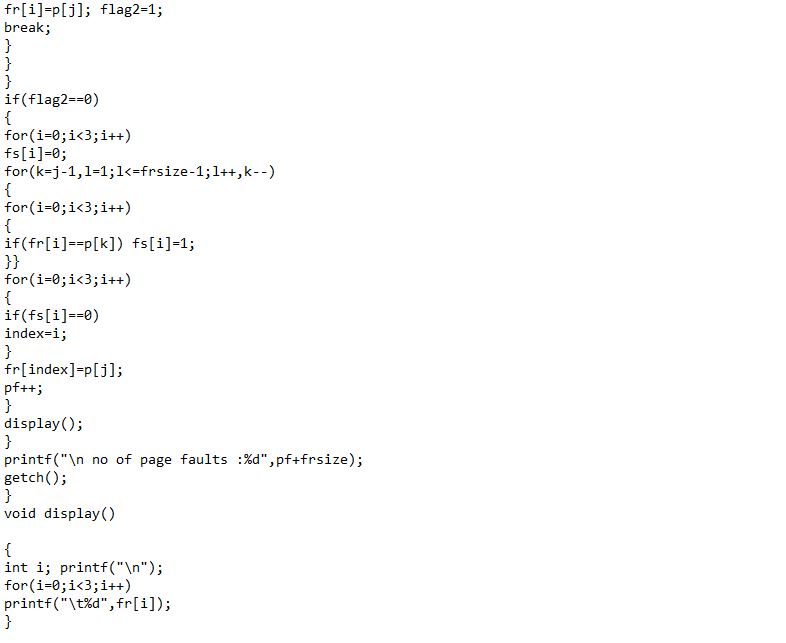 fr[i]=p[j]; flag2=1;
break;
}
}
}
if(flag2==0)
{
for(i=0;i<3;i++)
fs[i]=0;
for(k=j-1,l=1;l<=frsize-1;l++,k--)
{
for(i=0;i<3;i++)
{
if(fr[i]==p[k]) fs[i]=1;
}}
for(i=0;i<3;i++)
{
if(fs[i]==0)
index=i;
}
fr[index]=p[j];
pf++;
}
display();
}
printf("\n no of page faults :%d",pf+frsize);
getch();
}
void display()
{
int i; printf("\n");
for(i=0;i<3;i++)
printf("\t%d",fr[i]);
}